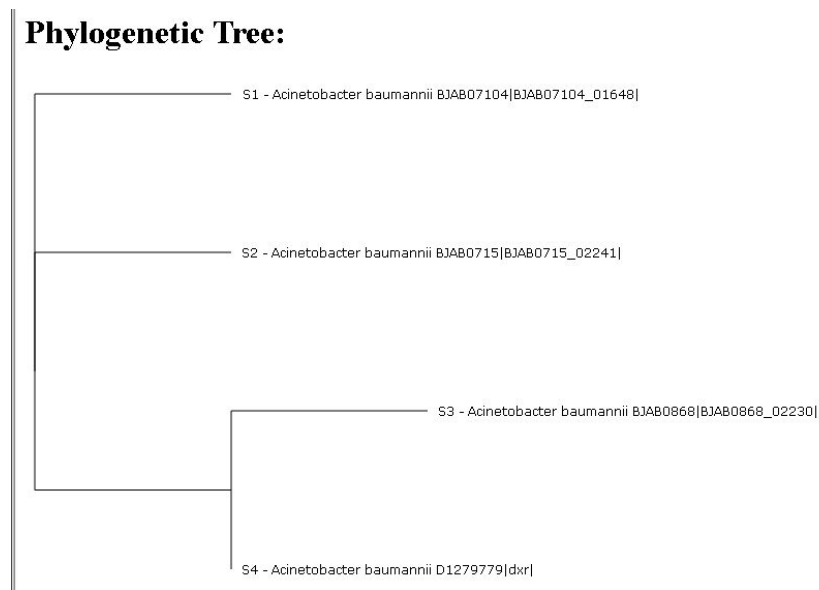 Phylogenetic Tree:
S1 - Acinetobacter baumannii BJAB07104|BJAB07104_01648|
S2 - Acinetobacter baumannii BJAB0715|BJAB0715_02241|
S3 - Acinetobacter baumannii BJAB0868|BJAB0868_02230|
S4 - Acinetobacter baumannii D1279779|dxr|